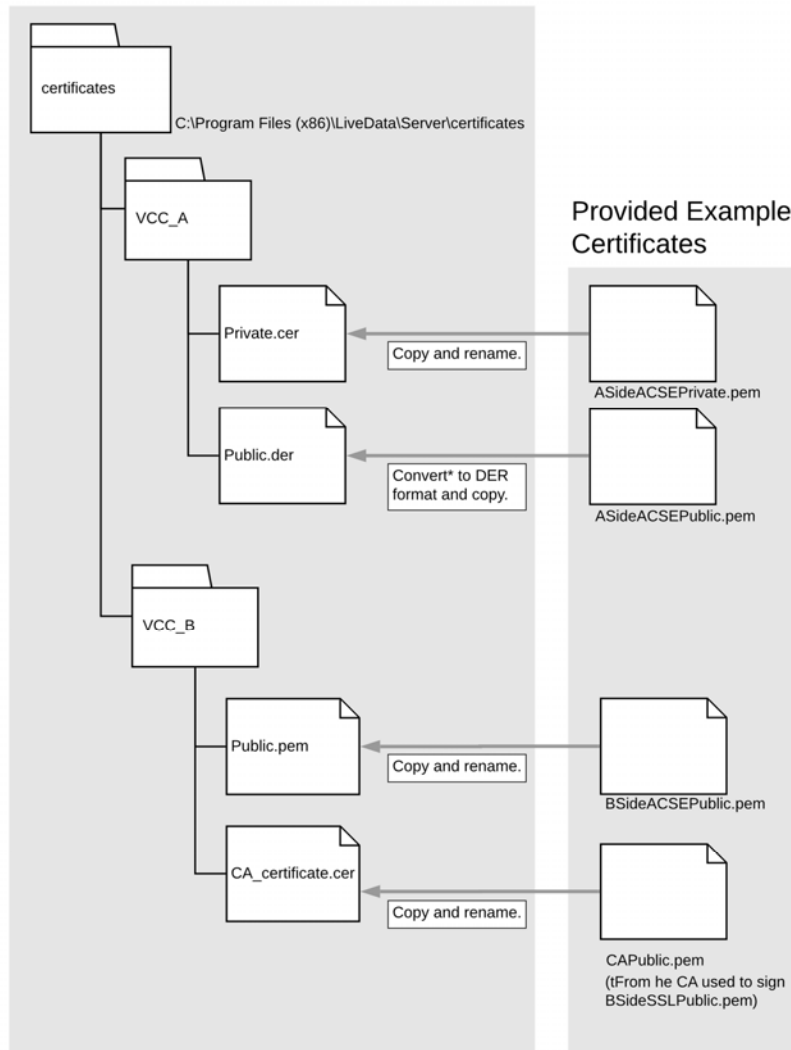 certificates
C:\Program Files (x86)\LiveData\Server\certificates
VCC_A
Provided Example
Certificates
Private.cer
Copy and rename.
ASideACSEPrivate.pem
Public.der
Convert* to DER
format and copy.
ASideACSEPublic.pem
VCC_B
Public.pem
Copy and rename.
BSideACSEPublic.pem
CA_certificate.cer
Copy and rename.
CAPublic.pem
(tFrom he CA used to sign
BSideSSLPublic.pem)